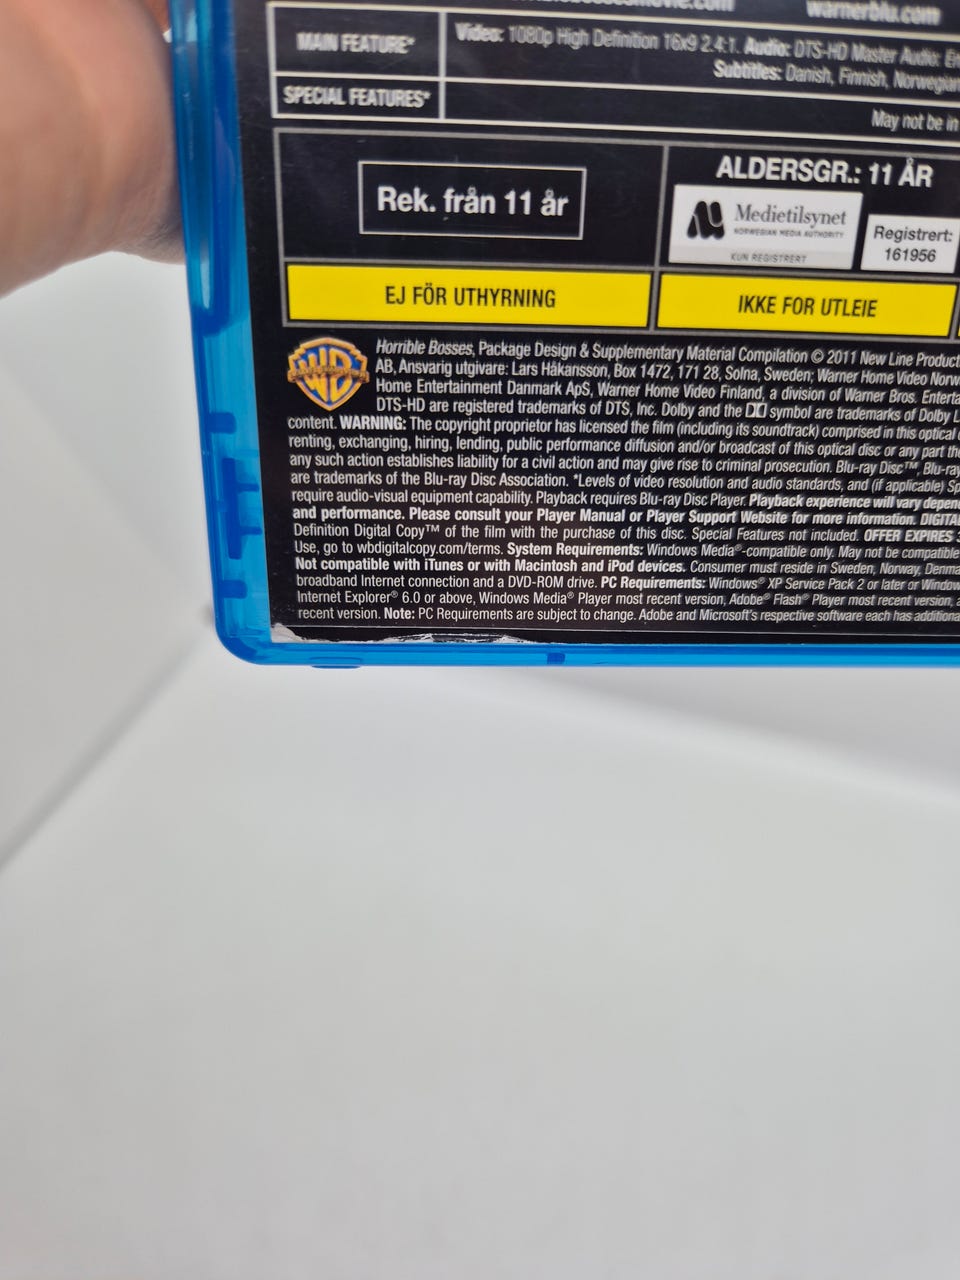 warnerblu.com
MAIN FEATURE*
Video: 1080p High Definition 16x9 2.4:1. Audio: DTS-HD Master Audio:
Subtitles: Danish, Finnish, Norwegian
SPECIAL FEATURES*
May not be in
Rek. från 11 år
ALDERSGR.: 11 ÅR
Medietilsynet
NORWEGIAN MEDIA AUTHORITY
KUN REGISTRERT
Registrert:
161956
EJ FÖR UTHYRNING
IKKE FOR UTLEIE
WB
Horrible Bosses, Package Design & Supplementary Material Compilation © 2011 New Line Product
AB, Ansvarig utgivare: Lars Håkansson, Box 1472, 171 28, Solna, Sweden; Warner Home Video Norw
Home Entertainment Danmark ApS, Warner Home Video Finland, a division of Warner Bros. Enterta
DTS-HD are registered trademarks of DTS, Inc. Dolby and the symbol are trademarks of Dolby L
content. WARNING: The copyright proprietor has licensed the film (including its soundtrack) comprised in this optical
renting, exchanging, hiring, lending, public performance diffusion and/or broadcast of this optical disc or any part the
any such action establishes liability for a civil action and may give rise to criminal prosecution. Blu-ray Disc™, Blu-ray
are trademarks of the Blu-ray Disc Association. *Levels of video resolution and audio standards, and (if applicable) Sp
require audio-visual equipment capability. Playback requires Blu-ray Disc Player. Playback experience will vary depen
and performance. Please consult your Player Manual or Player Support Website for more information. DIGITAL
Definition Digital Copy™ of the film with the purchase of this disc. Special Features not included. OFFER EXPIRES
Use, go to wbdigitalcopy.com/terms. System Requirements: Windows Media®-compatible only. May not be compatible
Not compatible with iTunes or with Macintosh and iPod devices. Consumer must reside in Sweden, Norway, Denma
broadband Internet connection and a DVD-ROM drive. PC Requirements: Windows® XP Service Pack 2 or later or Window
Internet Explorer® 6.0 or above, Windows Media® Player most recent version, Adobe® Flash® Player most recent version,
recent version. Note: PC Requirements are subject to change. Adobe and Microsoft's respective software each has additiona